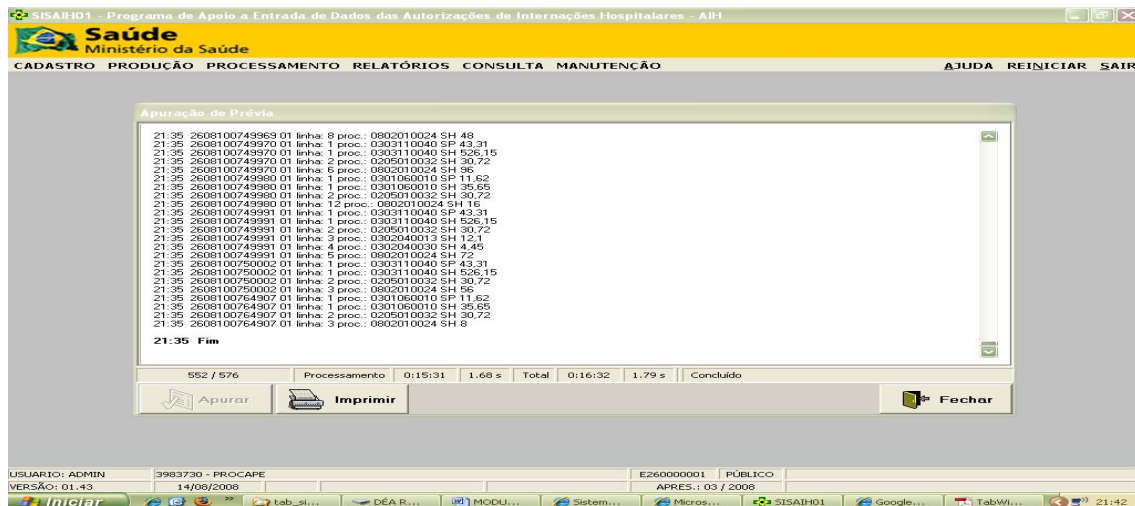 SISAIH01 - Programa de Apoio a Entrada de Dados das Autorizações de Internações Hospitalares - AIH
Saúde
Ministério da Saúde
CADASTRO PRODUÇÃO PROCESSAMENTO RELATÓRIOS CONSULTA MANUTENÇÃO AJUDA REINICIAR SAIR
Apuração de Prévia
21:35 2608100749969 01 linha: 8 proc.: 0802010024 SH 48
21:35 2608100749970 01 linha: 1 proc.: 0303110040 SP 43,31
21:35 2608100749970 01 linha: 1 proc.: 0303110040 SH 526,15
21:35 2608100749970 01 linha: 2 proc.: 0205010032 SH 30,72
21:35 2608100749970 01 linha: 6 proc.: 0802010024 SH 96
21:35 2608100749980 01 linha: 1 proc.: 0301060010 SP 11,62
21:35 2608100749980 01 linha: 1 proc.: 0301060010 SH 35,65
21:35 2608100749980 01 linha: 2 proc.: 0205010032 SH 30,72
21:35 2608100749980 01 linha: 12 proc.: 0802010024 SH 16
21:35 2608100749991 01 linha: 1 proc.: 0303110040 SP 43,31
21:35 2608100749991 01 linha: 1 proc.: 0303110040 SH 526,15
21:35 2608100749991 01 linha: 2 proc.: 0205010032 SH 30,72
21:35 2608100749991 01 linha: 3 proc.: 0302040013 SH 12,1
21:35 2608100749991 01 linha: 4 proc.: 0302040030 SH 4,45
21:35 2608100749991 01 linha: 5 proc.: 0802010024 SH 72
21:35 2608100750002 01 linha: 1 proc.: 0303110040 SP 43,31
21:35 2608100750002 01 linha: 1 proc.: 0303110040 SH 526,15
21:35 2608100750002 01 linha: 2 proc.: 0205010032 SH 30,72
21:35 2608100750002 01 linha: 3 proc.: 0802010024 SH 56
21:35 2608100764907 01 linha: 1 proc.: 0301060010 SP 11,62
21:35 2608100764907 01 linha: 1 proc.: 0301060010 SH 35,65
21:35 2608100764907 01 linha: 2 proc.: 0205010032 SH 30,72
21:35 2608100764907 01 linha: 3 proc.: 0802010024 SH 8
21:35 Fim
552 / 576 Processamento 0:15:31 1.68 s Total 0:16:32 1.79 s Concluído
Apurar Imprimir Fechar
USUARIO: ADMIN 3983730 - PROCAPE E260000001 PÚBLICO
VERSÃO: 01.43 14/08/2008 APRES.: 03 / 2008
Iniciar tab_si... DÉA R... MODU... Sistem... Micros... SISAIH01 Google... TabWi... 21:42